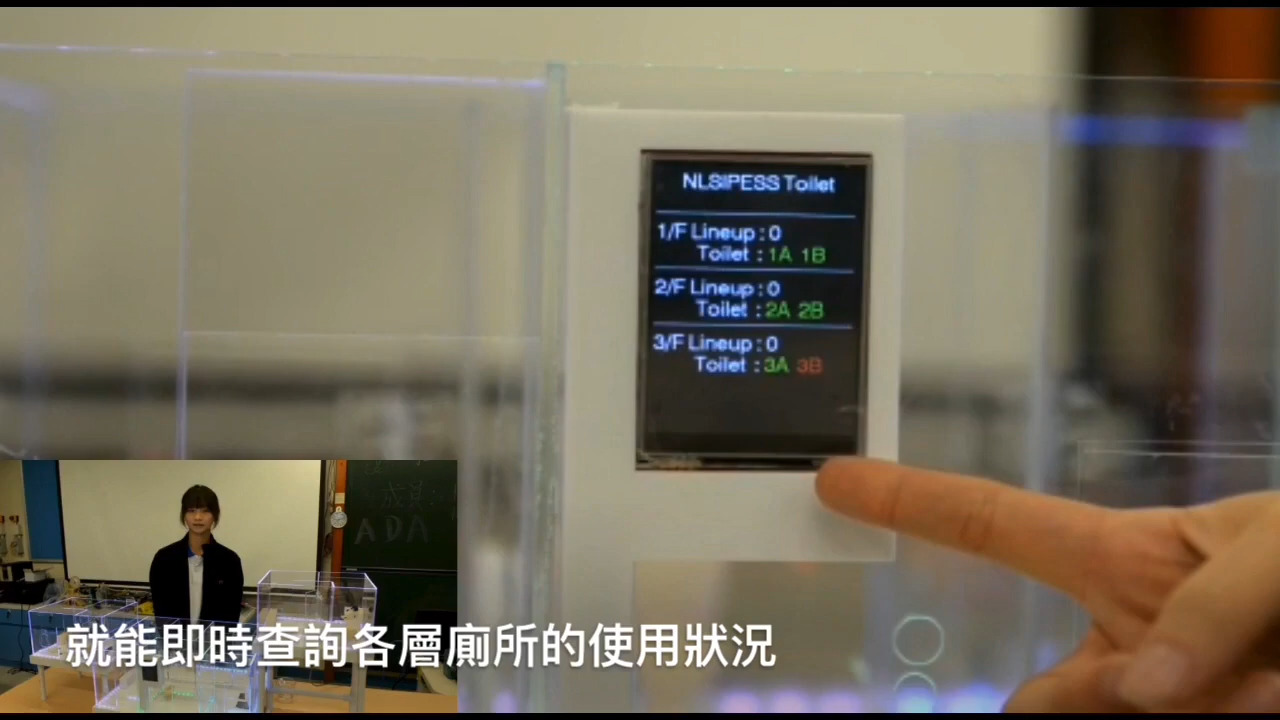 NLSIPESS Toilet
1/F Lineup : 0
Toilet : 1A 1B
2/F Lineup : 0
Toilet : 2A 2B
3/F Lineup : 0
Toilet : 3A 3B
ADA
就能即時查詢各層廁所的使用狀況